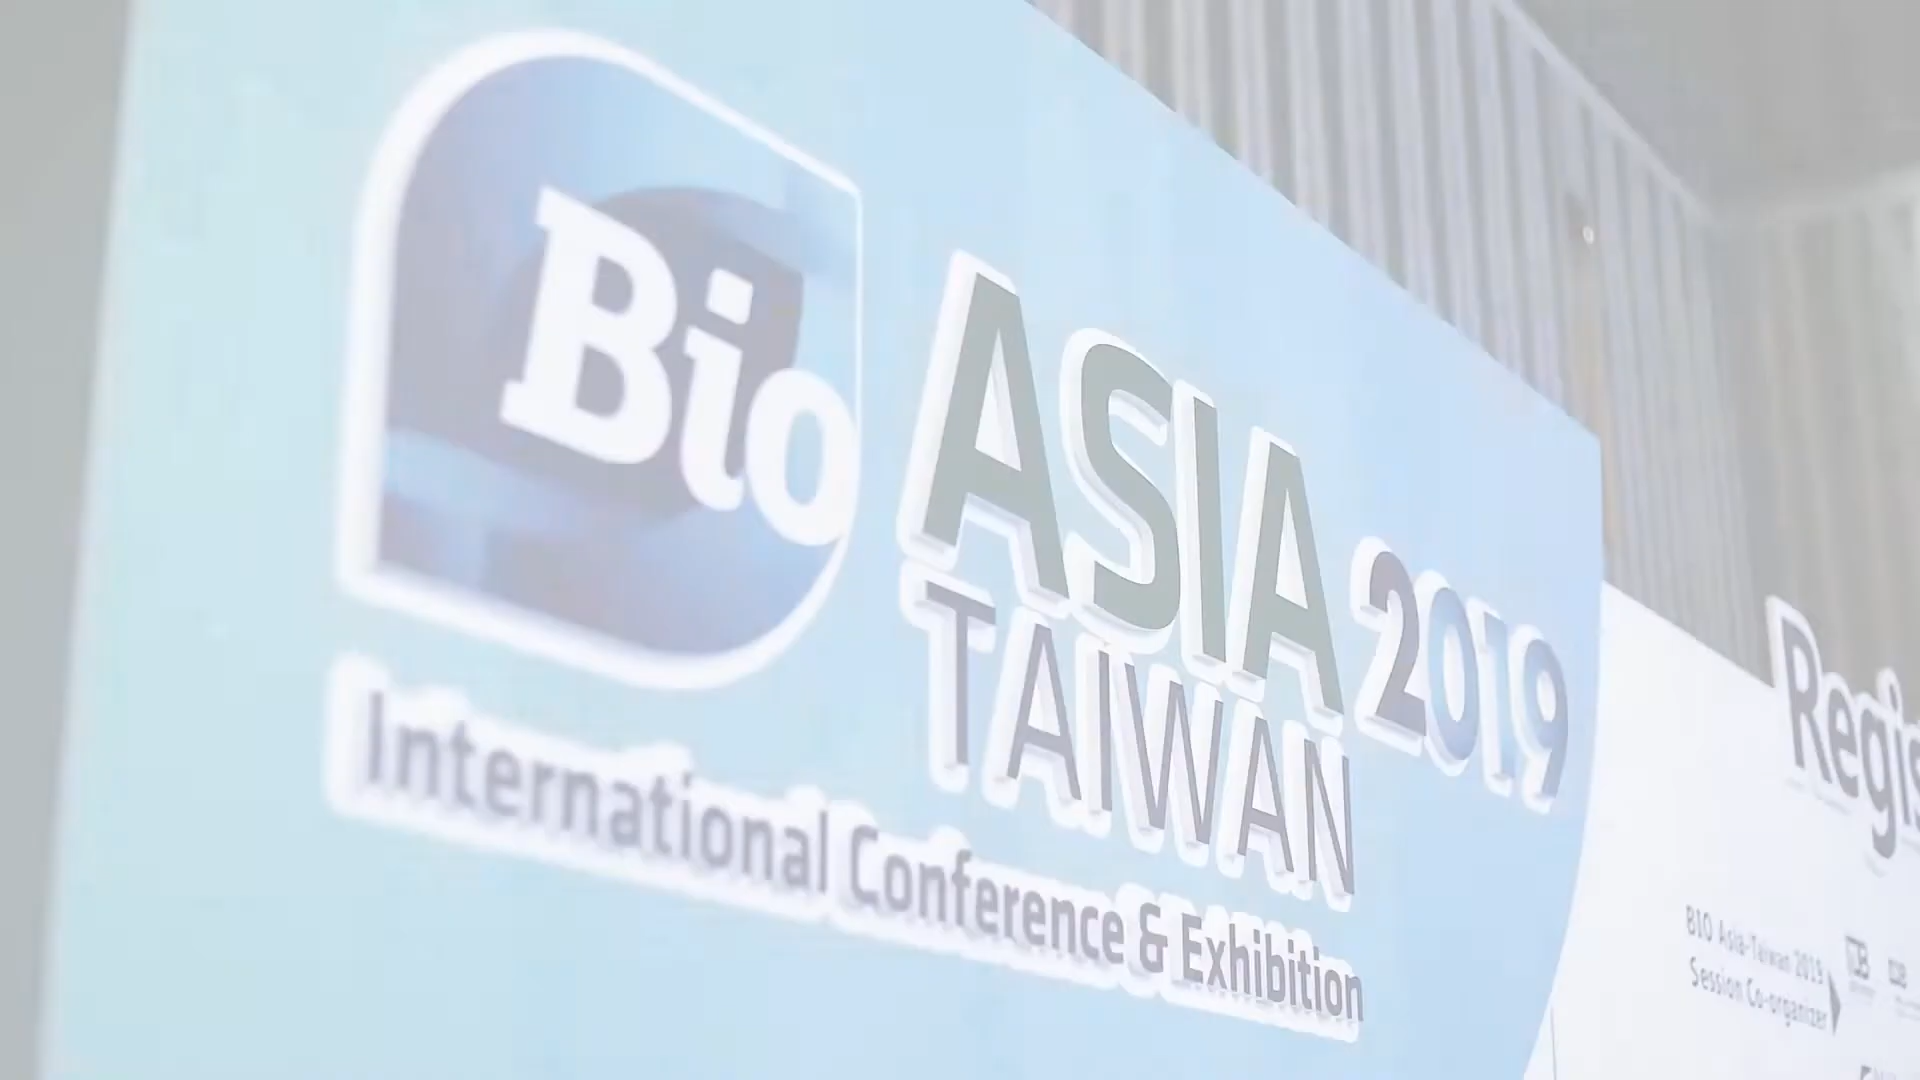 Bio
ASIA 2019
TAIWAN
International Conference & Exhibition
Regis
BIO Asia-Taiwan 2019
Session Co-organizer